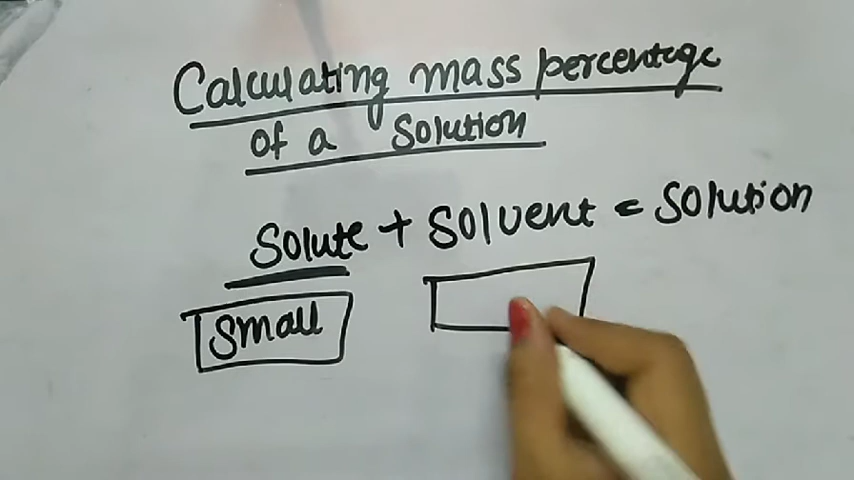 Calculating mass percentage
of a Solution
Solute + Solvent = Solution
Small